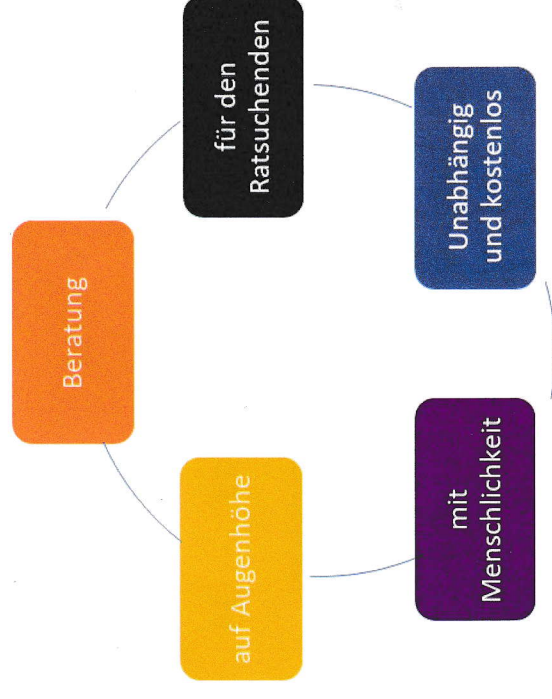 Beratung
für den
Ratsuchenden
Unabhängig
und kostenlos
mit
Menschlichkeit
auf Augenhöhe